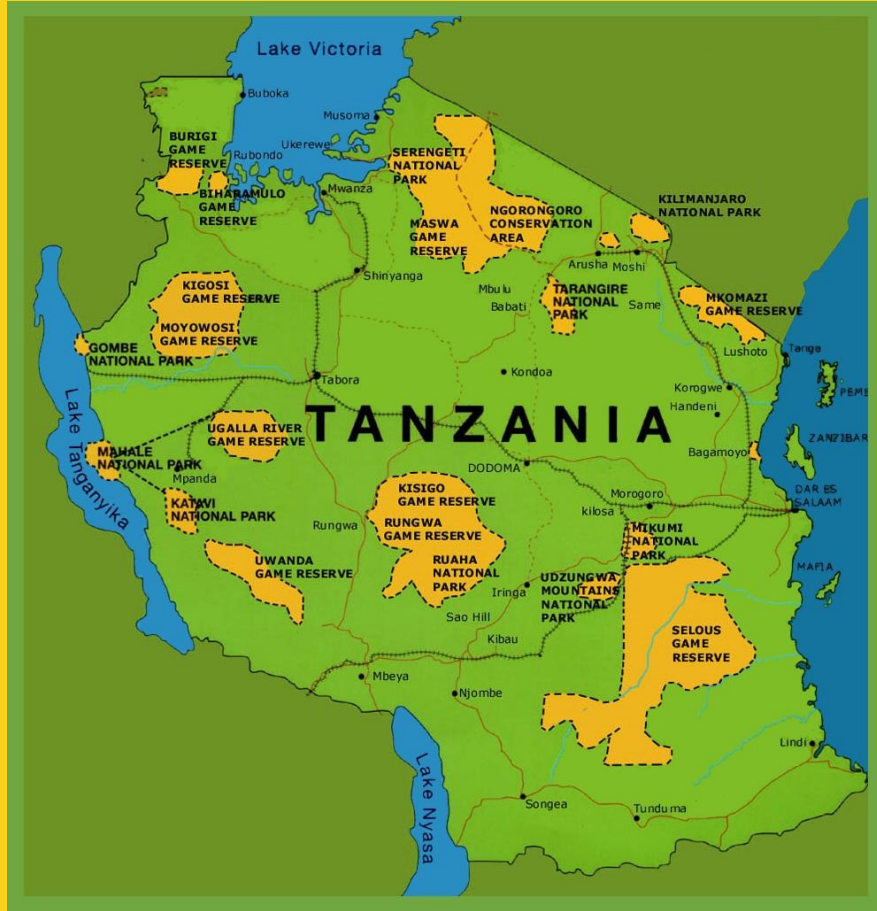 Lake Victoria
Buboka
Musoma
BURIGI
GAME
RESERVE
Rubondo
Ukerewe
SERENGETI
NATIONAL
PARK
BIHARAMULO
GAME
RESERVE
Mwanza
MASWA
GAME
RESERVE
NGORONGORO
CONSERVATION
AREA
KILIMANJARO
NATIONAL PARK
Arusha
Moshi
Shinyanga
KIGOSI
GAME RESERVE
MOYOWOSI
GAME RESERVE
Mbulu
Babati
TARANGIRE
NATIONAL
PARK
Same
MKOMAZI
GAME RESERVE
GOMBE
NATIONAL PARK
Lushoto
Tanga
Tabora
Kondoa
Korogwe
Handeni
PEME
Lake Tanganyika
UGALLA RIVER
GAME RESERVE
TANZANIA
ZANZIBAR
MAHALE
NATIONAL PARK
Mpanda
DODOMA
Bagamoyo
KATAVI
NATIONAL PARK
KISIGO
GAME RESERVE
RUNGWA
GAME RESERVE
Rungwa
Morogoro
kilosa
DAR ES
SALAAM
MIKUMI
NATIONAL
PARK
UWANDA
GAME RESERVE
RUAHA
NATIONAL
PARK
Iringa
UDZUNGWA
MOUNTAINS
NATIONAL
PARK
MAFIA
Sao Hill
Kibau
SELOUS
GAME
RESERVE
Mbeya
Njombe
Lake Nyasa
Lindi
Songea
Tunduma